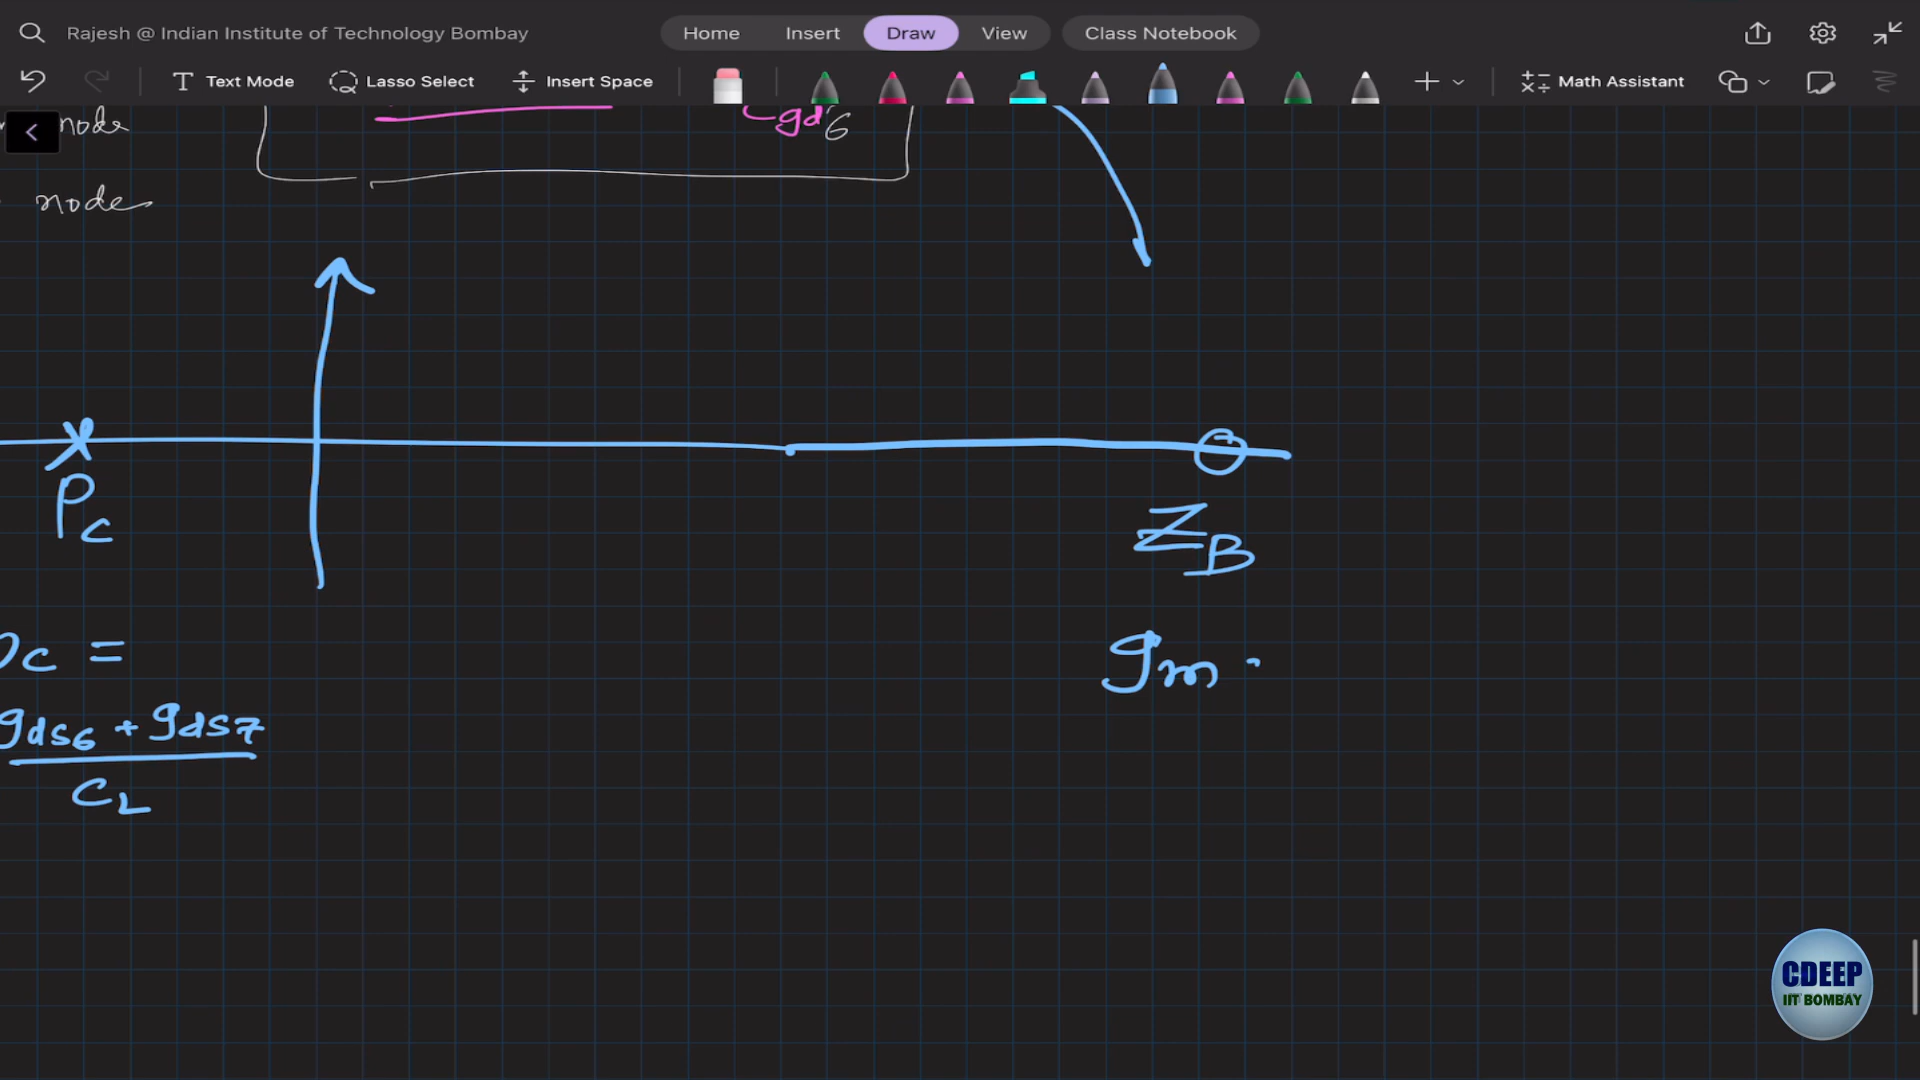 Rajesh @ Indian Institute of Technology Bombay
Home Insert Draw View Class Notebook
Text Mode Lasso Select Insert Space Math Assistant
node
gd6
node
Pc
ZB
gm
c =
gds6 + gds7
CL
CDEEP
IIT BOMBAY